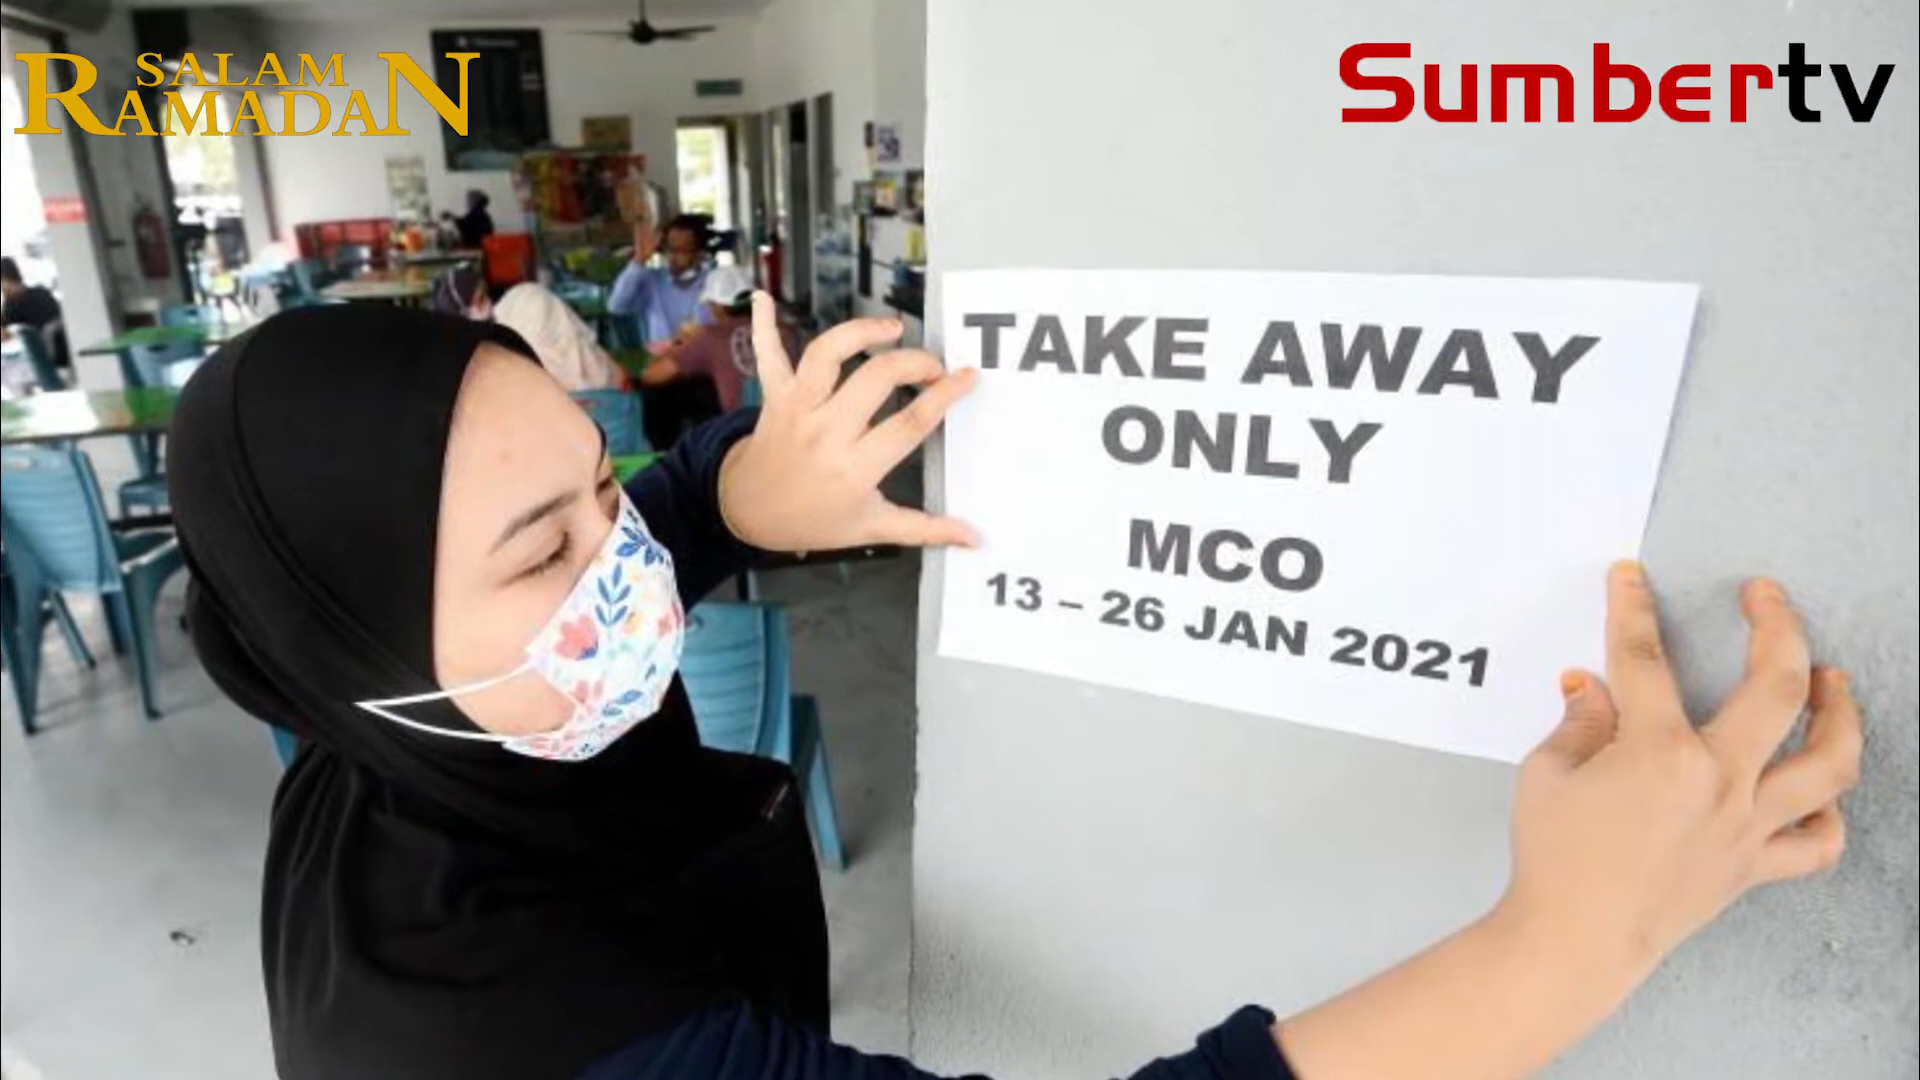 SALAM
RAMADAN
Sumbertv
TAKE AWAY
ONLY
MCO
13 – 26 JAN 2021